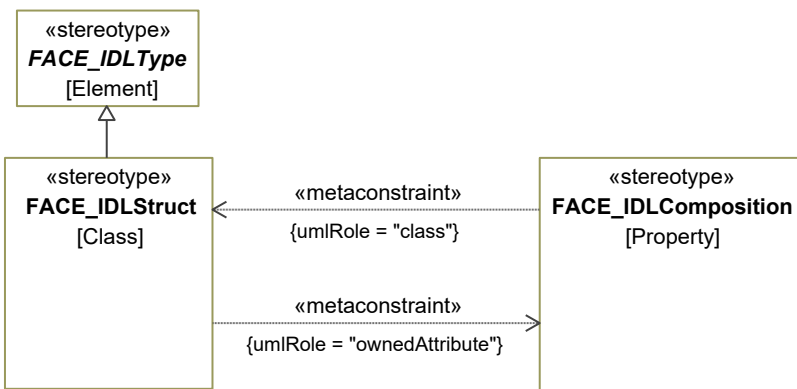 «stereotype»
FACE_IDLType
[Element]
«stereotype»
FACE_IDLStruct
[Class]
«metaconstraint»
{umlRole = "class"}
«metaconstraint»
{umlRole = "ownedAttribute"}
«stereotype»
FACE_IDLComposition
[Property]